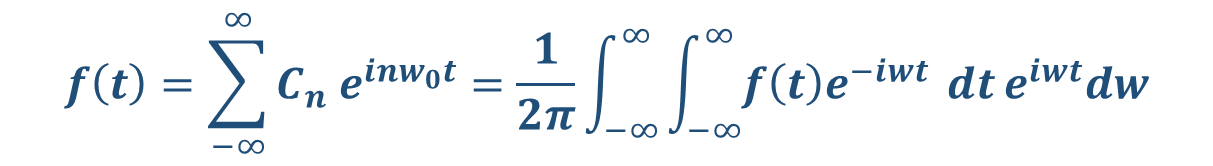 f(t) = ∑_{-∞}^{∞} C_n e^{inw_0t} = \frac{1}{2π} ∫_{-∞}^{∞} ∫_{-∞}^{∞} f(t)e^{-iwt} dt e^{iwt}dw